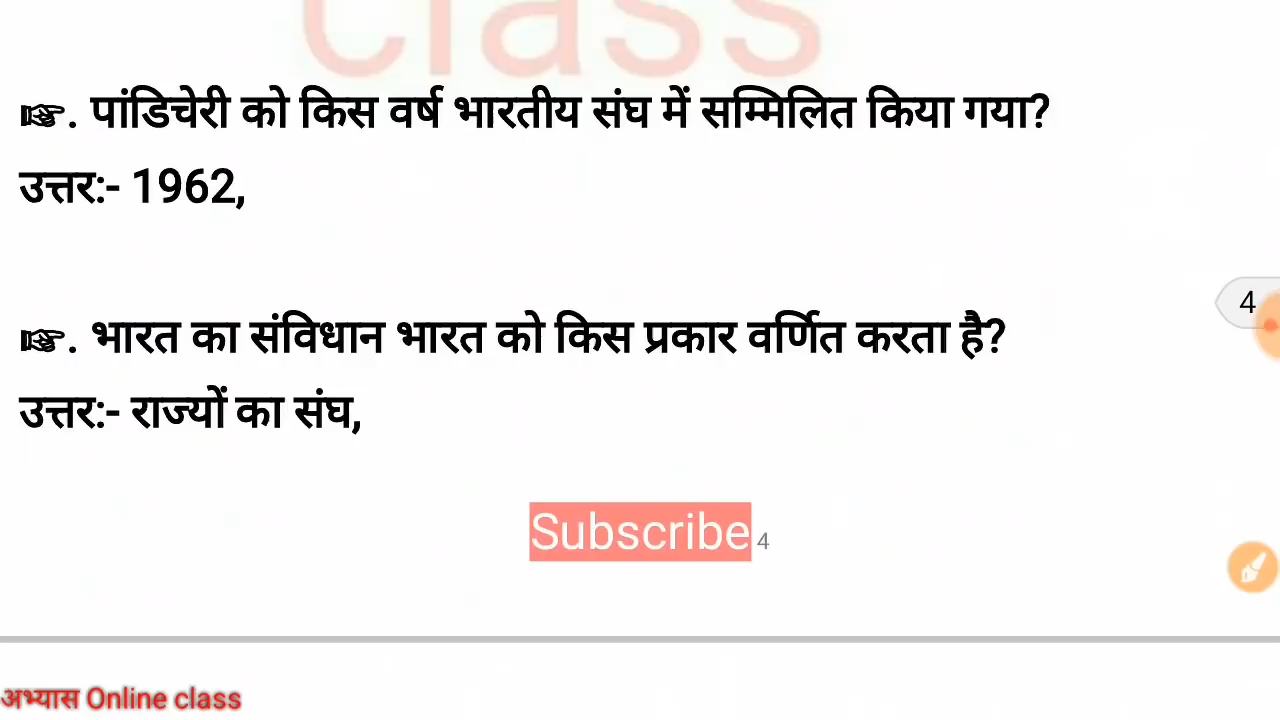 class
☞. पांडिचेरी को किस वर्ष भारतीय संघ में सम्मिलित किया गया?
उत्तर:- 1962,
4
☞. भारत का संविधान भारत को किस प्रकार वर्णित करता है?
उत्तर:- राज्यों का संघ,
Subscribe 4
अभ्यास Online class